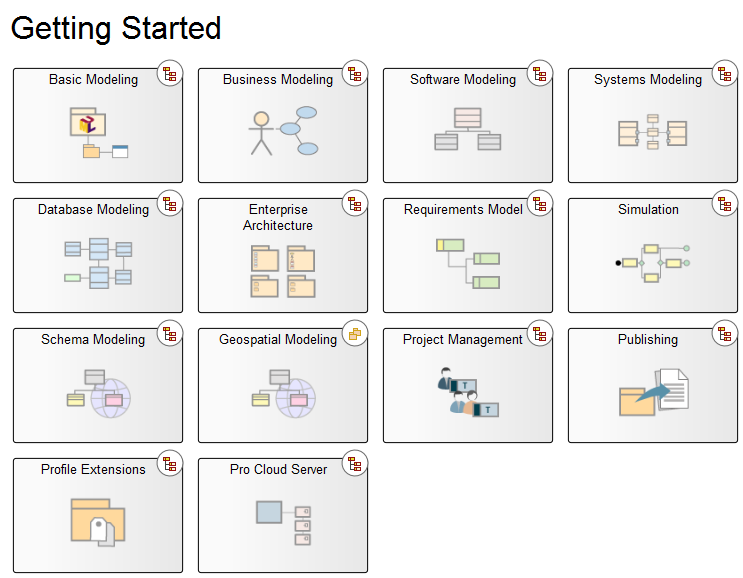 Getting Started
Basic Modeling
Business Modeling
Software Modeling
Systems Modeling
Database Modeling
Enterprise
Architecture
Requirements Model
Simulation
Schema Modeling
Geospatial Modeling
Project Management
T
T
Publishing
Profile Extensions
Pro Cloud Server